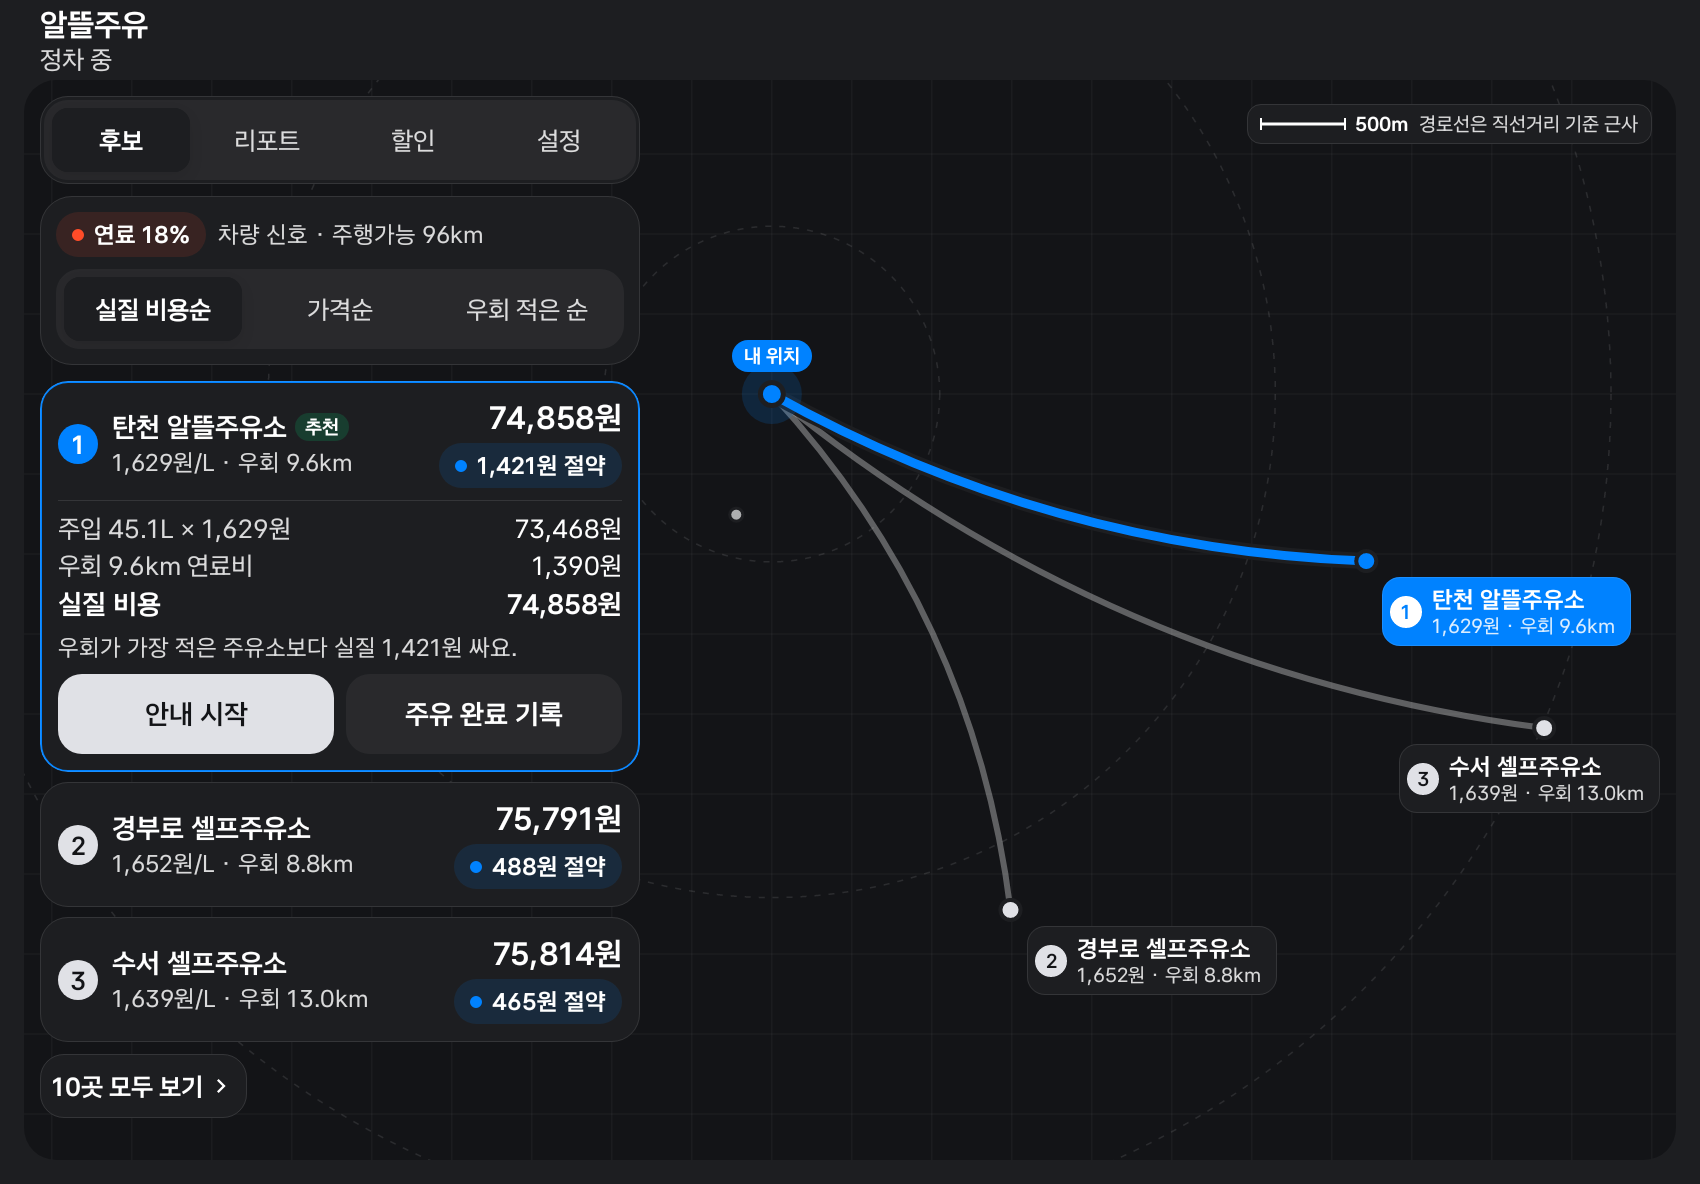 알뜰주유
정차 중
후보
리포트
할인
설정
연료 18%
차량 신호 · 주행가능 96km
실질 비용순
가격순
우회 적은 순
1
탄천 알뜰주유소
추천
74,858원
1,629원/L · 우회 9.6km
1,421원 절약
주입 45.1L × 1,629원
73,468원
우회 9.6km 연료비
1,390원
실질 비용
74,858원
우회가 가장 적은 주유소보다 실질 1,421원 싸요.
안내 시작
주유 완료 기록
2
경부로 셀프주유소
75,791원
1,652원/L · 우회 8.8km
488원 절약
3
수서 셀프주유소
75,814원
1,639원/L · 우회 13.0km
465원 절약
10곳 모두 보기
500m 경로선은 직선거리 기준 근사
내 위치
1
탄천 알뜰주유소
1,629원 · 우회 9.6km
3
수서 셀프주유소
1,639원 · 우회 13.0km
2
경부로 셀프주유소
1,652원 · 우회 8.8km